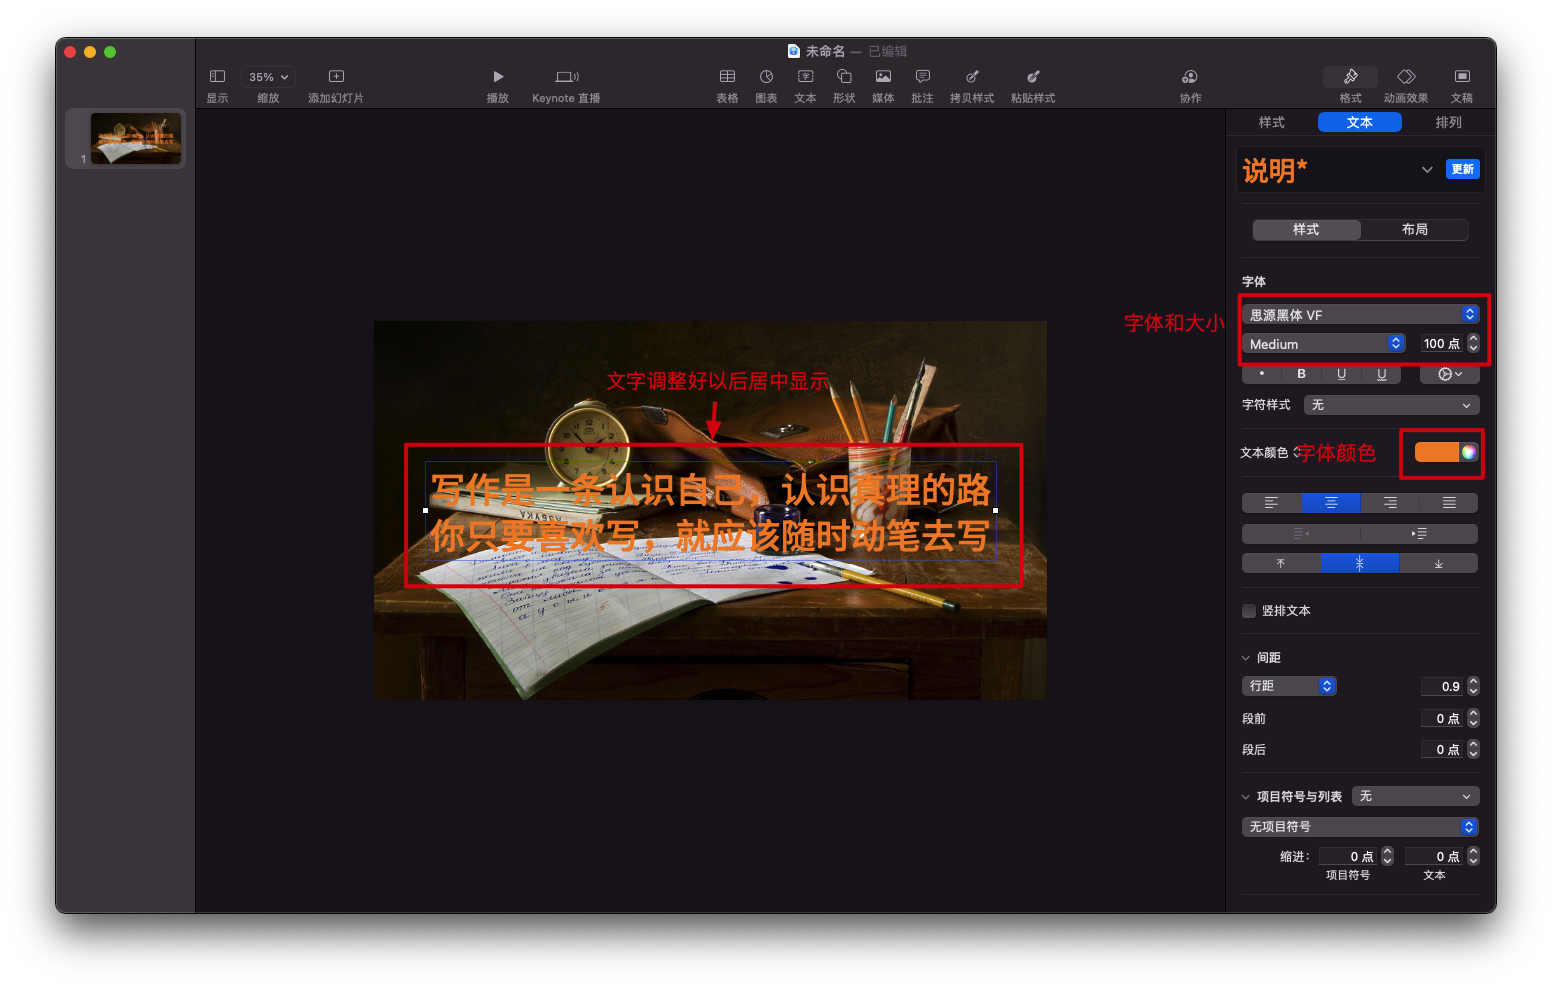 未命名 — 已编辑
35%
显示
缩放
添加幻灯片
播放
Keynote 直播
表格
图表
文本
形状
媒体
批注
拷贝样式
粘贴样式
协作
格式
动画效果
文稿
1
样式
文本
排列
说明*
更新
样式
布局
字体
字体和大小
思源黑体 VF
Medium
100 点
B
U
U
字符样式
无
文本颜色
字体颜色
文字调整好以后居中显示
写作是一条认识自己，认识真理的路
你只要喜欢写，就应该随时动笔去写
竖排文本
间距
行距
0.9
段前
0 点
段后
0 点
项目符号与列表
无
无项目符号
缩进：
0 点
0 点
项目符号
文本